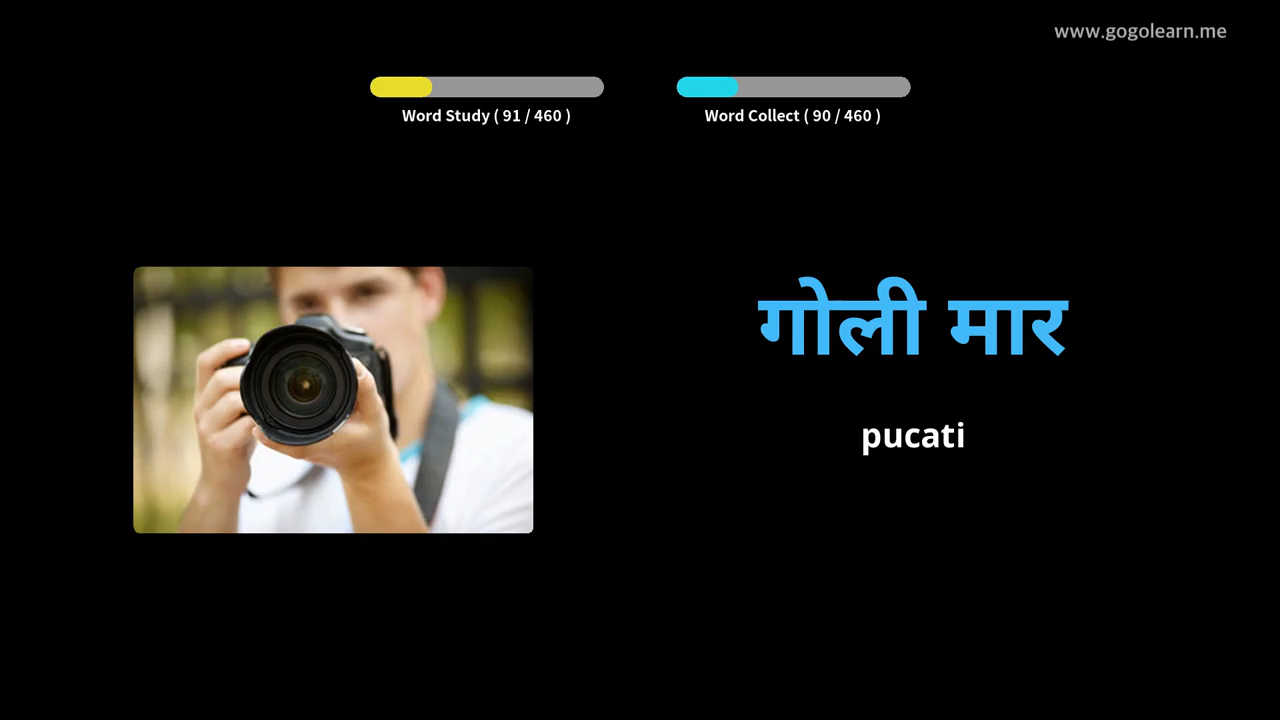 www.gogolearn.me
Word Study ( 91 / 460 )
Word Collect ( 90 / 460 )
गोली मार
pucati